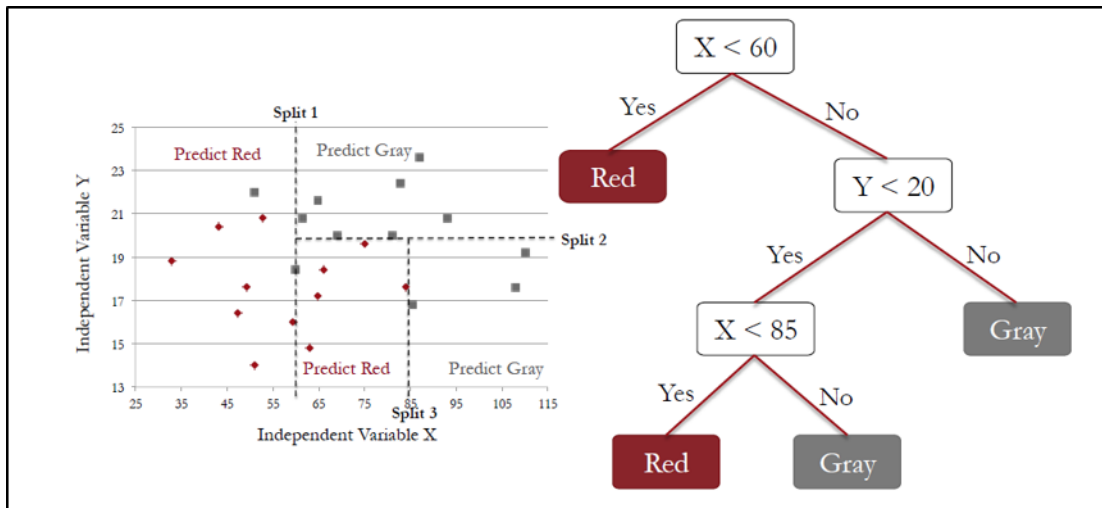 Split 1
25
23
21
19
17
15
13
Independent Variable Y
Predict Red
Predict Gray
Split 2
Predict Red
Predict Gray
25 35 45 55 65 75 85 95 105 115
Split 3
Independent Variable X
X < 60
Yes
No
Red
Y < 20
Yes
No
X < 85
Gray
Yes
No
Red
Gray